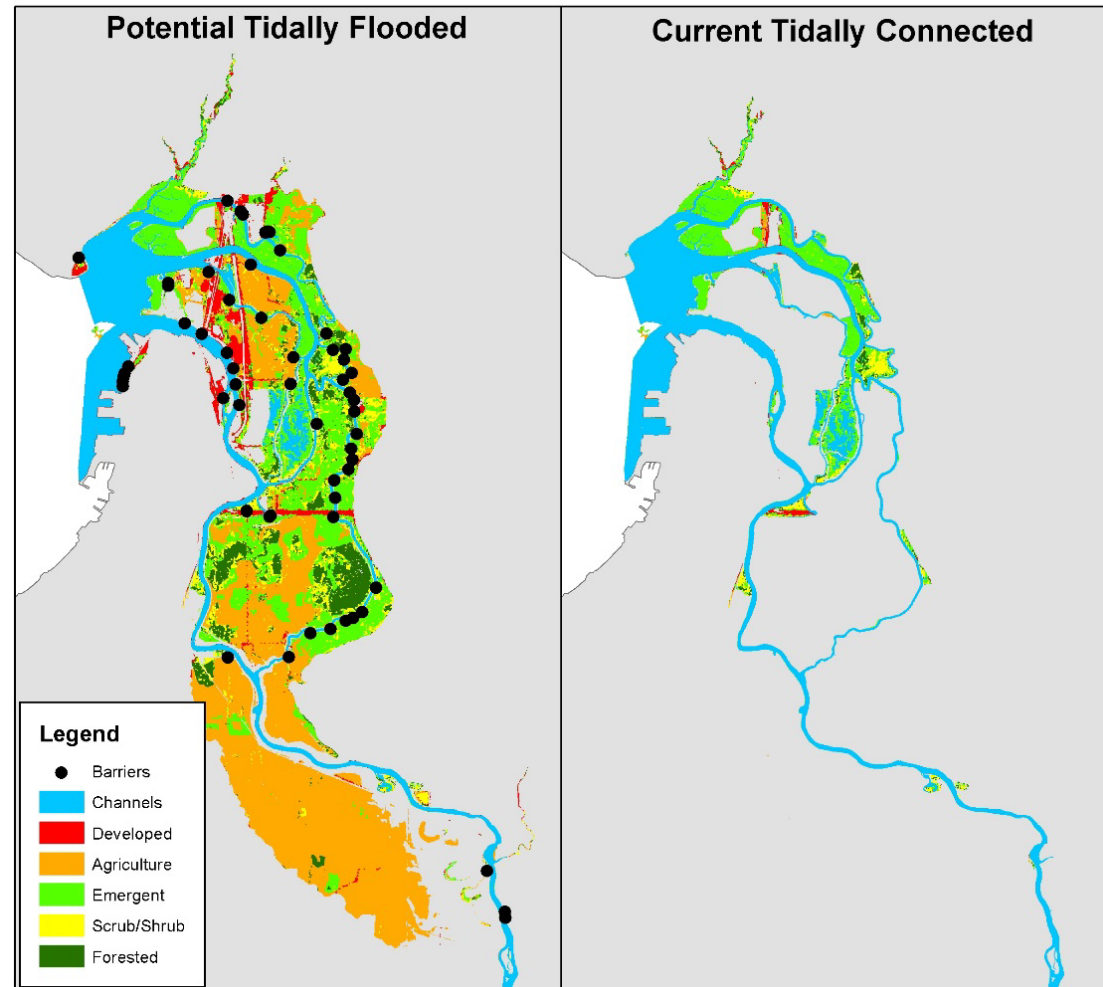 Potential Tidally Flooded
Current Tidally Connected
Legend
Barriers
Channels
Developed
Agriculture
Emergent
Scrub/Shrub
Forested